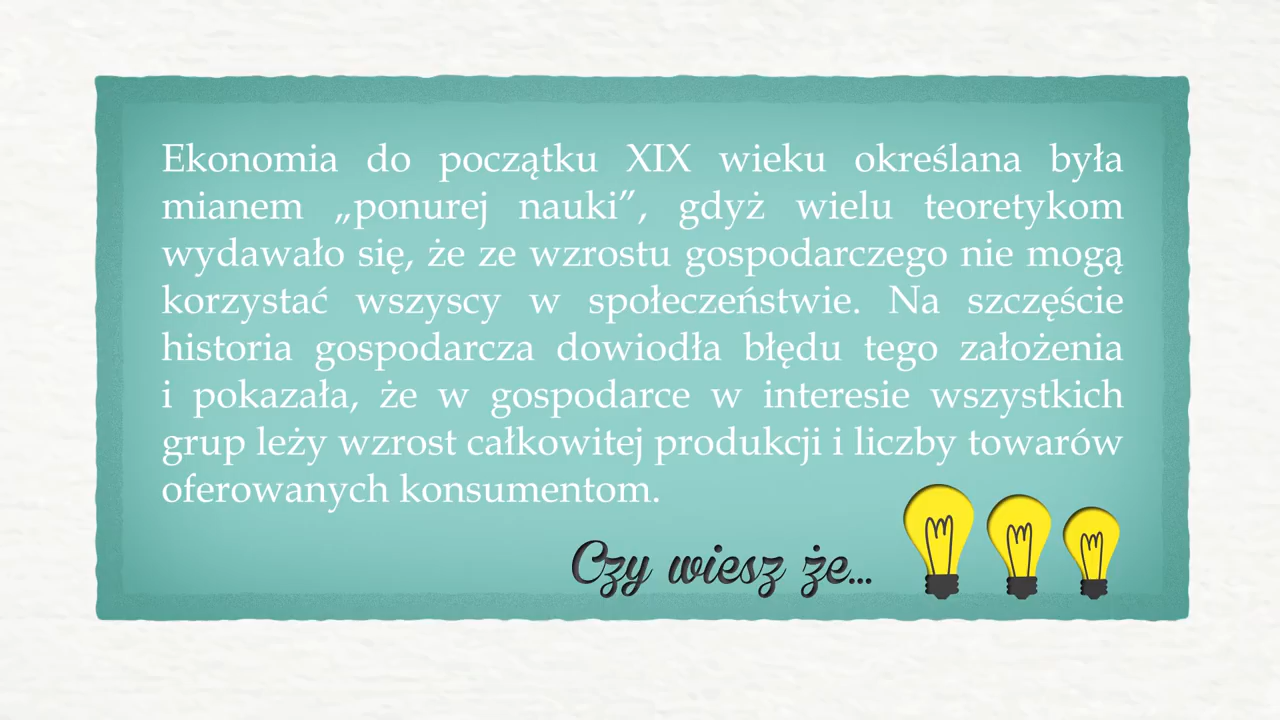 Ekonomia do początku XIX wieku określana była
mianem „ponurej nauki”, gdyż wielu teoretykom
wydawało się, że ze wzrostu gospodarczego nie mogą
korzystać wszyscy w społeczeństwie. Na szczęście
historia gospodarcza dowiodła błędu tego założenia
i pokazała, że w gospodarce w interesie wszystkich
grup leży wzrost całkowitej produkcji i liczby towarów
oferowanych konsumentom.
Czy wiesz że...